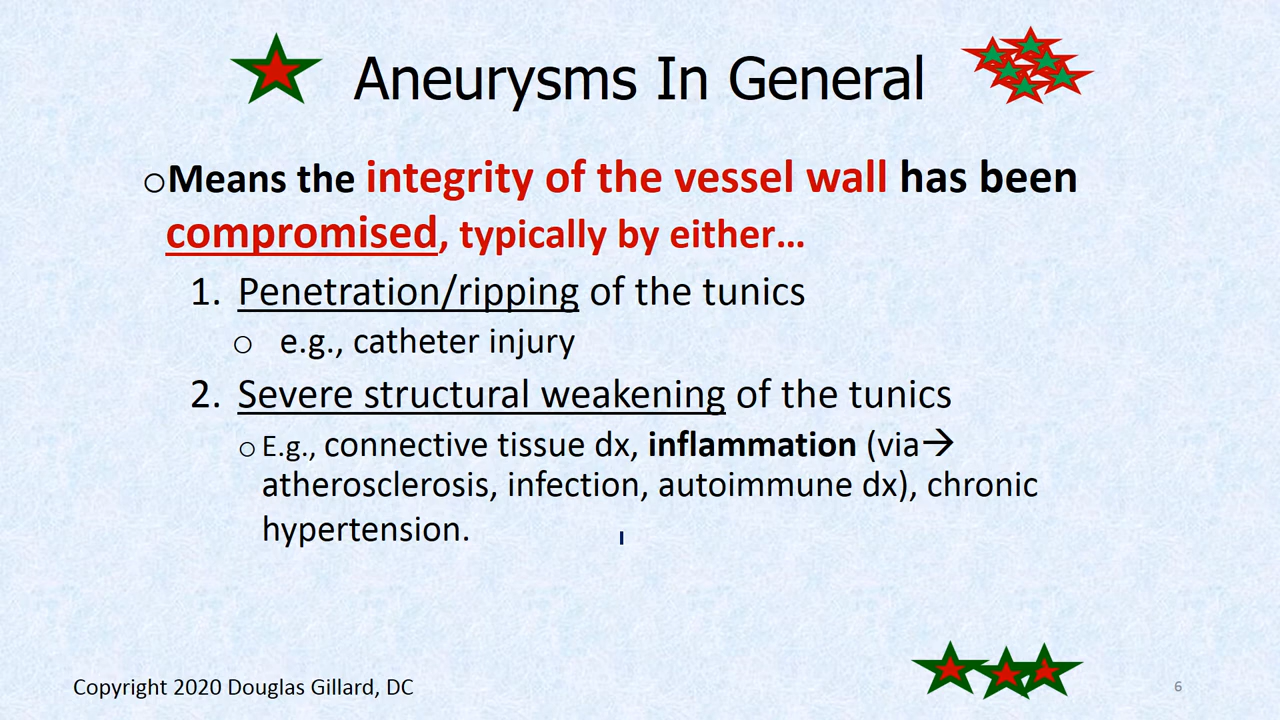 Aneurysms In General
○Means the integrity of the vessel wall has been
compromised, typically by either…
1. Penetration/ripping of the tunics
○ e.g., catheter injury
2. Severe structural weakening of the tunics
○ E.g., connective tissue dx, inflammation (via→
atherosclerosis, infection, autoimmune dx), chronic
hypertension.
Copyright 2020 Douglas Gillard, DC
6